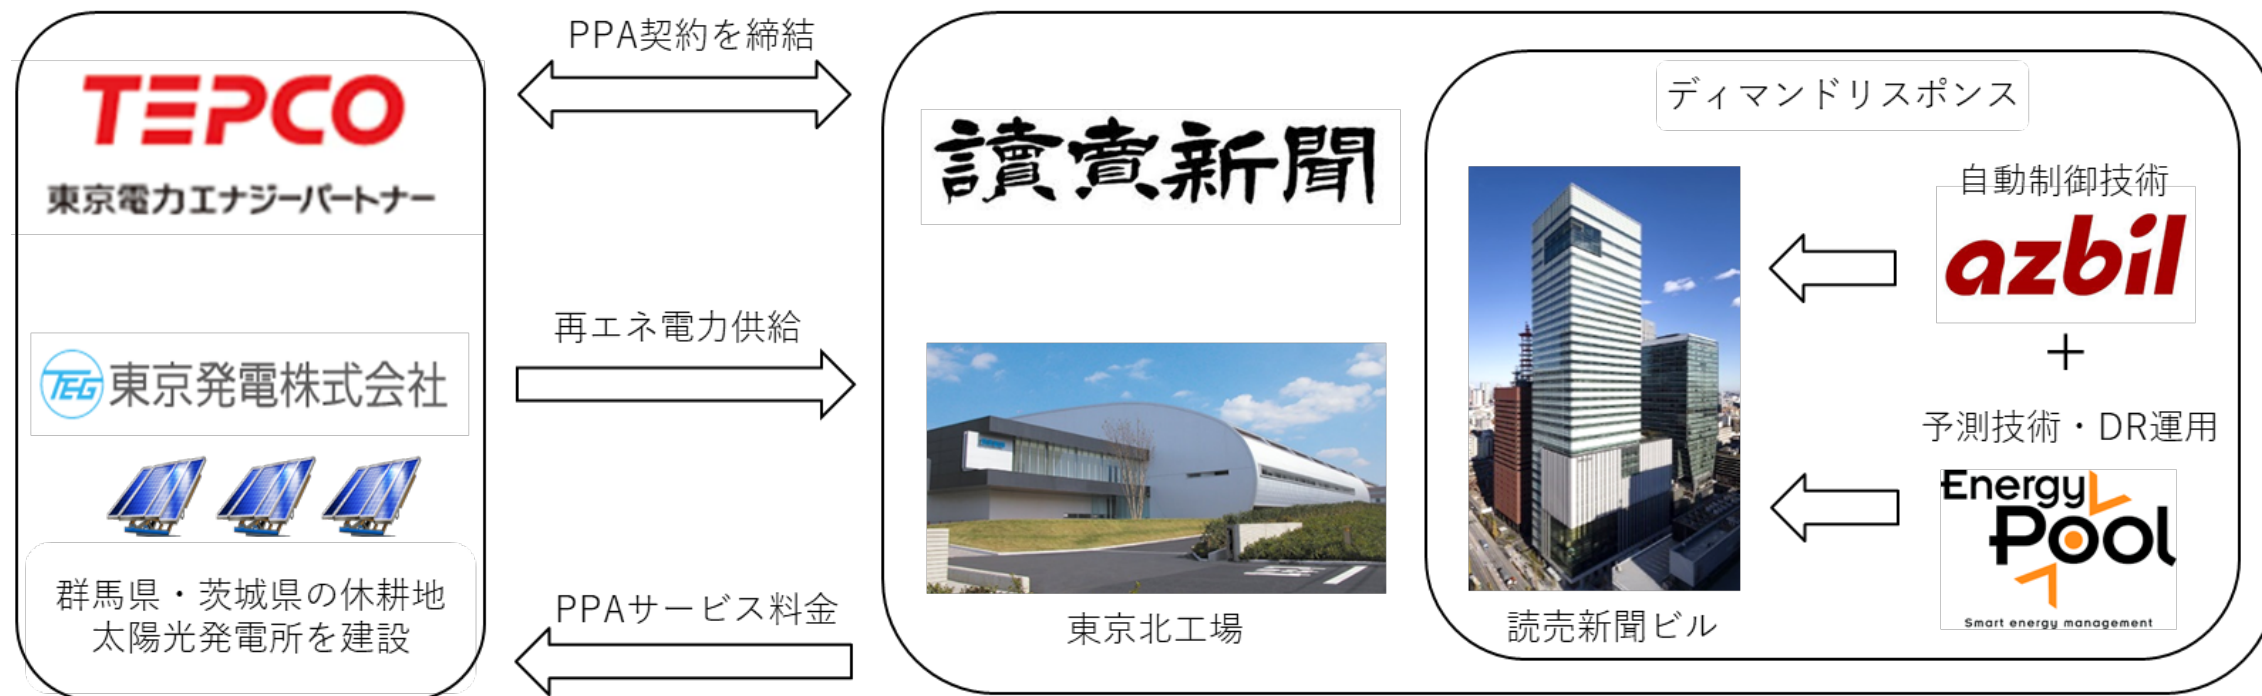 TEPCO
東京電力エナジーパートナー
TEG 東京発電株式会社
群馬県・茨城県の休耕地
太陽光発電所を建設
PPA契約を締結
再エネ電力供給
PPAサービス料金
讀賣新聞
東京北工場
ディマンドリスポンス
読売新聞ビル
自動制御技術
azbil
＋
予測技術・DR運用
Energy
Pool
Smart energy management